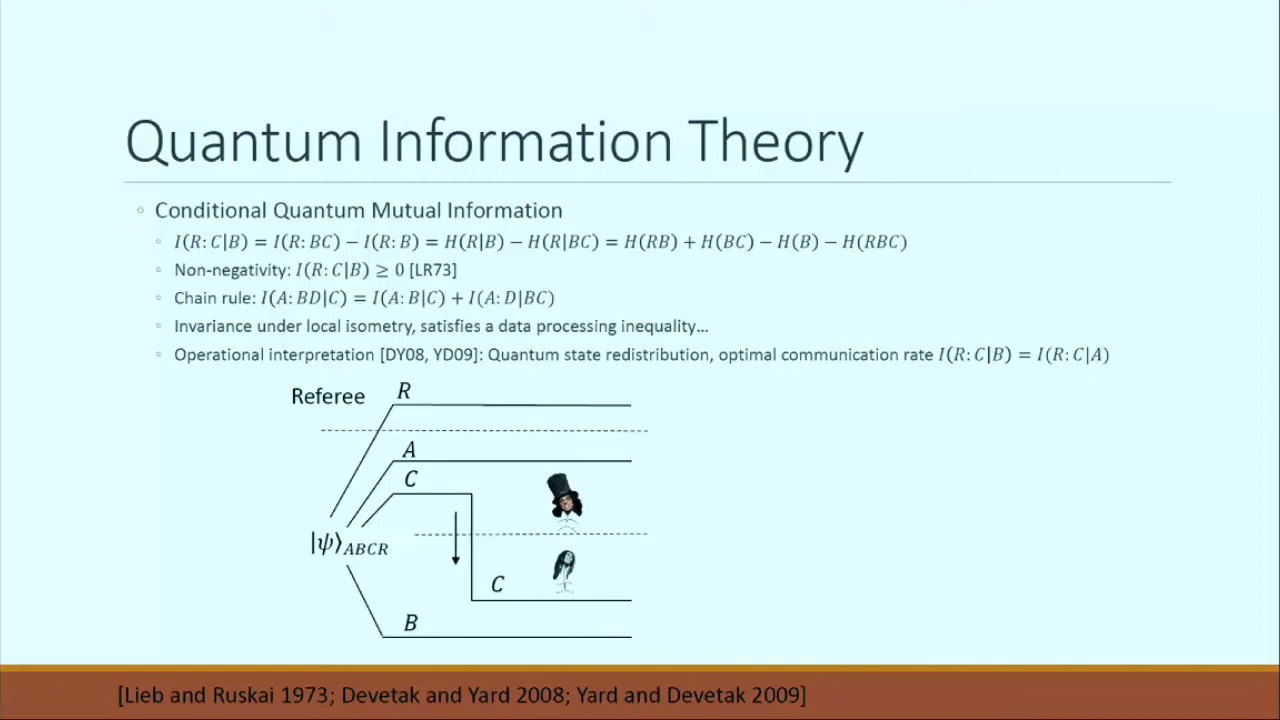 Quantum Information Theory
◦ Conditional Quantum Mutual Information
▫ I(R:C|B) = I(R:BC) − I(R:B) = H(R|B) − H(R|BC) = H(RB) + H(BC) − H(B) − H(RBC)
▫ Non-negativity: I(R:C|B) ≥ 0 [LR73]
▫ Chain rule: I(A:BD|C) = I(A:B|C) + I(A:D|BC)
▫ Invariance under local isometry, satisfies a data processing inequality…
▫ Operational interpretation [DY08, YD09]: Quantum state redistribution, optimal communication rate I(R:C|B) = I(R:C|A)
Referee R
A
C
|ψ⟩ABCR
C
B
[Lieb and Ruskai 1973; Devetak and Yard 2008; Yard and Devetak 2009]